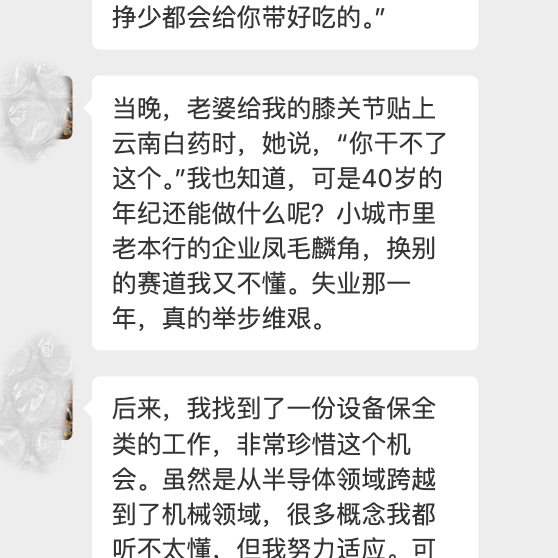 挣少都会给你带好吃的。”
当晚，老婆给我的膝关节贴上
云南白药时，她说，“你干不了
这个。”我也知道，可是40岁的
年纪还能做什么呢？小城市里
老本行的企业凤毛麟角，换别
的赛道我又不懂。失业那一
年，真的举步维艰。
后来，我找到了一份设备保全
类的工作，非常珍惜这个机
会。虽然是从半导体领域跨越
到了机械领域，很多概念我都
听不太懂，但我努力适应。可